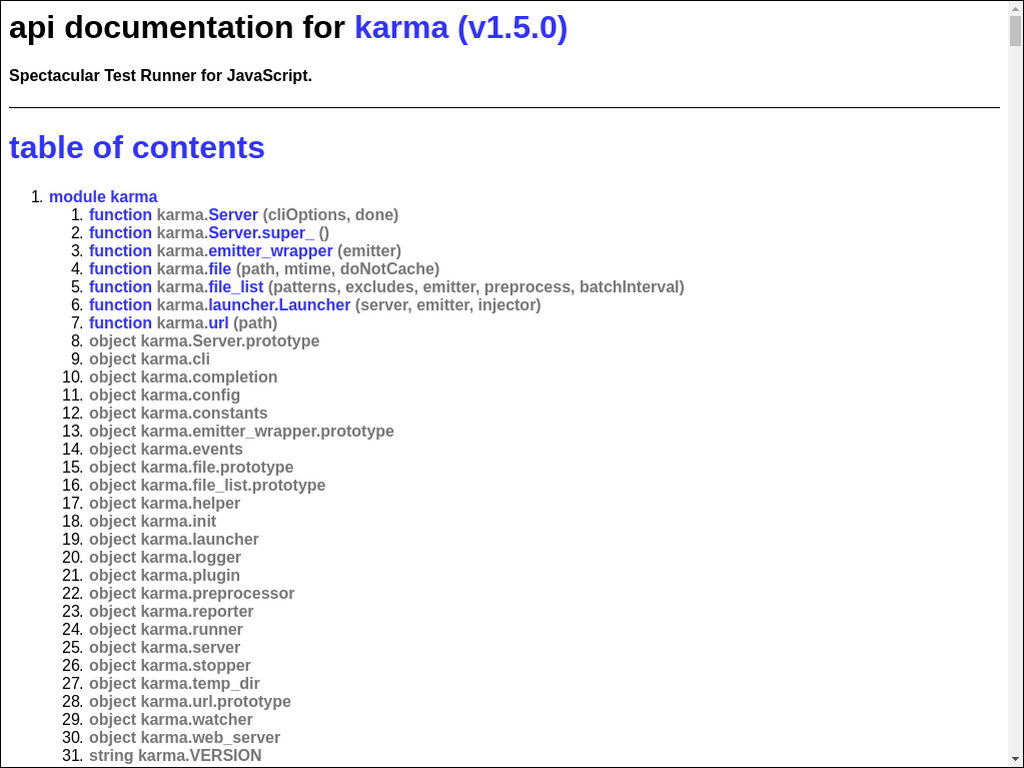 api documentation for karma (v1.5.0)
Spectacular Test Runner for JavaScript.
table of contents
1. module karma
1. function karma.Server (cliOptions, done)
2. function karma.Server.super_ ()
3. function karma.emitter_wrapper (emitter)
4. function karma.file (path, mtime, doNotCache)
5. function karma.file_list (patterns, excludes, emitter, preprocess, batchInterval)
6. function karma.launcher.Launcher (server, emitter, injector)
7. function karma.url (path)
8. object karma.Server.prototype
9. object karma.cli
10. object karma.completion
11. object karma.config
12. object karma.constants
13. object karma.emitter_wrapper.prototype
14. object karma.events
15. object karma.file.prototype
16. object karma.file_list.prototype
17. object karma.helper
18. object karma.init
19. object karma.launcher
20. object karma.logger
21. object karma.plugin
22. object karma.preprocessor
23. object karma.reporter
24. object karma.runner
25. object karma.server
26. object karma.stopper
27. object karma.temp_dir
28. object karma.url.prototype
29. object karma.watcher
30. object karma.web_server
31. string karma.VERSION